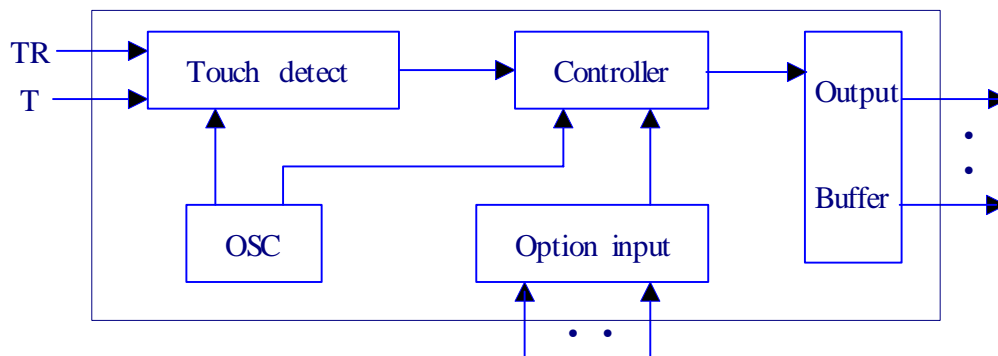 TR
Touch detect
Controller
T
Output
Buffer
OSC
Option input